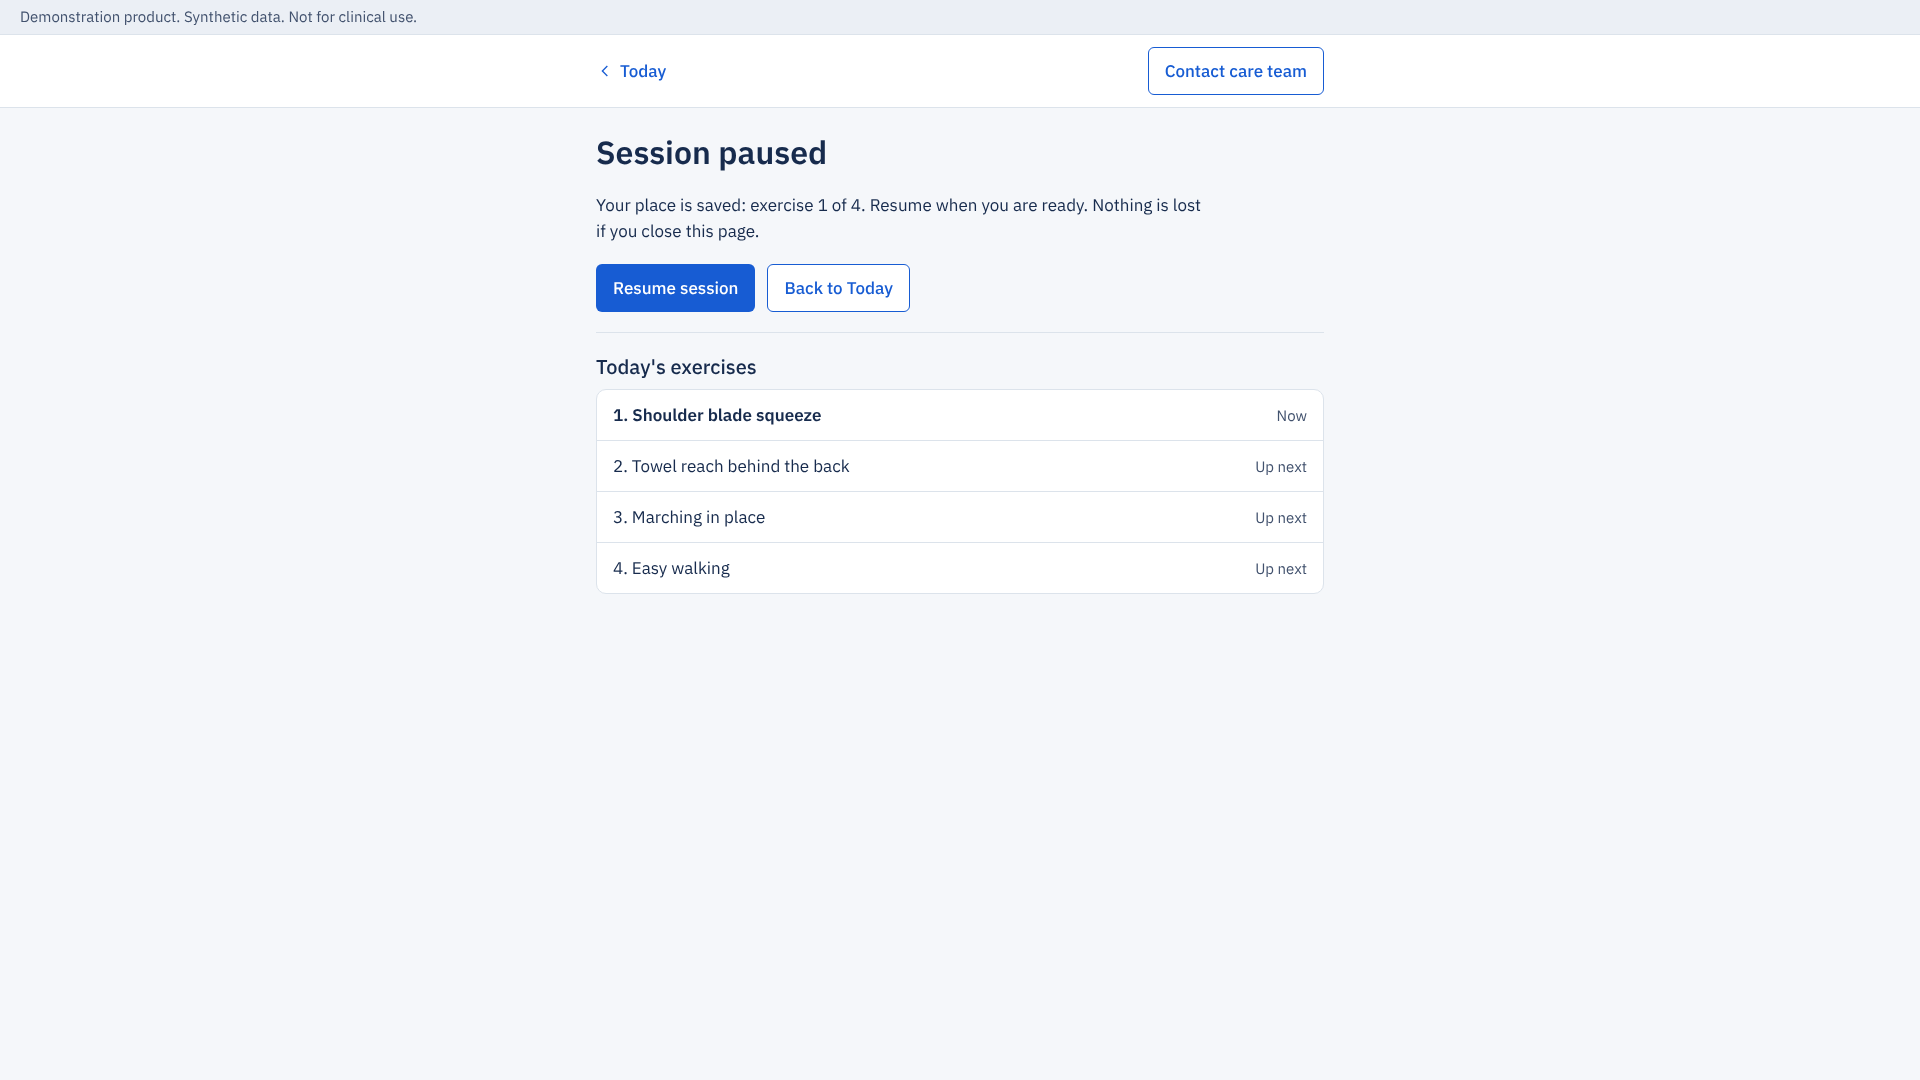 Demonstration product. Synthetic data. Not for clinical use.
Today
Contact care team
Session paused
Your place is saved: exercise 1 of 4. Resume when you are ready. Nothing is lost
if you close this page.
Resume session
Back to Today
Today's exercises
1. Shoulder blade squeeze
Now
2. Towel reach behind the back
Up next
3. Marching in place
Up next
4. Easy walking
Up next